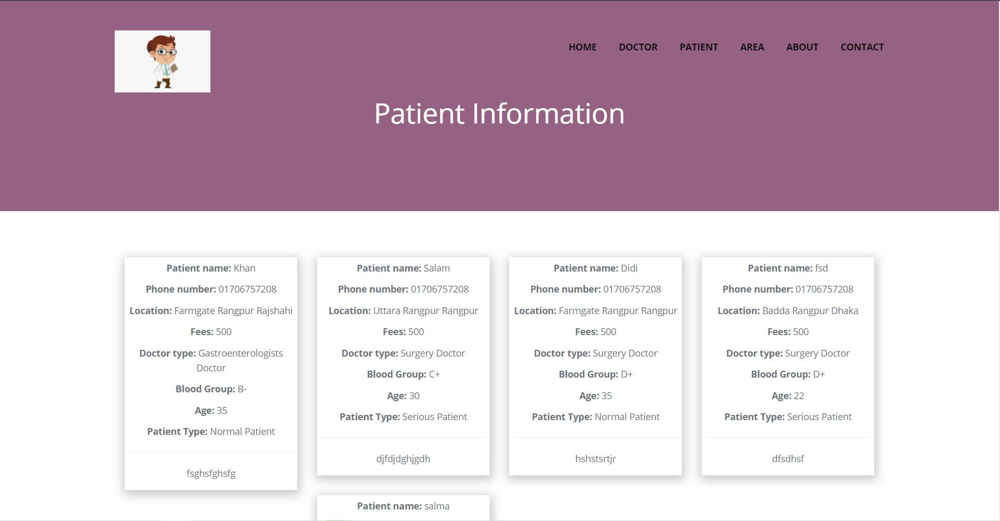 HOME DOCTOR PATIENT AREA ABOUT CONTACT
Patient Information
Patient name: Khan
Phone number: 01706757208
Location: Farmgate Rangpur Rajshahi
Fees: 500
Doctor type: Gastroenterologists
Doctor
Blood Group: B-
Age: 35
Patient Type: Normal Patient
fsghsfghsfg
Patient name: Salam
Phone number: 01706757208
Location: Uttara Rangpur Rangpur
Fees: 500
Doctor type: Surgery Doctor
Blood Group: C+
Age: 30
Patient Type: Serious Patient
djfdjdghjgdh
Patient name: Didi
Phone number: 01706757208
Location: Farmgate Rangpur Rangpur
Fees: 500
Doctor type: Surgery Doctor
Blood Group: D+
Age: 35
Patient Type: Normal Patient
hshstsrtjr
Patient name: fsd
Phone number: 01706757208
Location: Badda Rangpur Dhaka
Fees: 500
Doctor type: Surgery Doctor
Blood Group: D+
Age: 22
Patient Type: Serious Patient
dfsdhsf
Patient name: salma